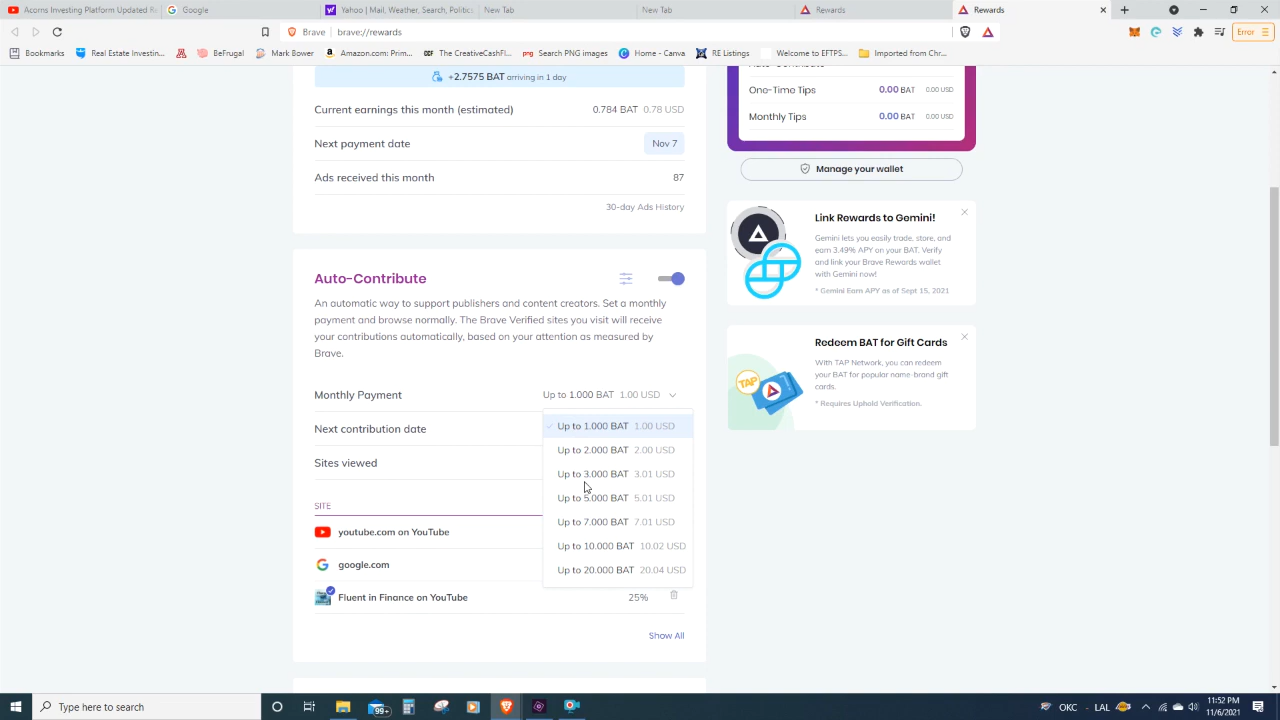 Acorns Investing Platform Updated Re
Google
Yahoo | Mail, Weather, Search, Politic
New Tab
New Tab
Rewards
Rewards
Brave
brave://rewards
Error
Bookmarks
Real Estate Investin...
BeFrugal
Mark Bower
Amazon.com: Prim...
The CreativeCashFl...
png Search PNG images
Home - Canva
RE Listings
Welcome to EFTPS...
Imported from Chr...
+2.7575 BAT arriving in 1 day
Current earnings this month (estimated) 0.784 BAT 0.78 USD
Next payment date Nov 7
Ads received this month 87
30-day Ads History
Auto-Contribute
An automatic way to support publishers and content creators. Set a monthly
payment and browse normally. The Brave Verified sites you visit will receive
your contributions automatically, based on your attention as measured by
Brave.
Monthly Payment Up to 1.000 BAT 1.00 USD
Up to 1.000 BAT 1.00 USD
Next contribution date
Up to 2.000 BAT 2.00 USD
Sites viewed
Up to 3.000 BAT 3.01 USD
Up to 5.000 BAT 5.01 USD
SITE
Up to 7.000 BAT 7.01 USD
youtube.com on YouTube
Up to 10.000 BAT 10.02 USD
google.com
Up to 20.000 BAT 20.04 USD
Fluent in Finance on YouTube 25%
Show All
One-Time Tips 0.00 BAT 0.00 USD
Monthly Tips 0.00 BAT 0.00 USD
Manage your wallet
Link Rewards to Gemini!
Gemini lets you easily trade, store, and
earn 3.49% APY on your BAT. Verify
and link your Brave Rewards wallet
with Gemini now!
* Gemini Earn APY as of Sept 15, 2021
Redeem BAT for Gift Cards
With TAP Network, you can redeem
your BAT for popular name-brand gift
cards.
* Requires Uphold Verification.
TAP
Type here to search
99+
OKC
LAL
11:52 PM
11/6/2021